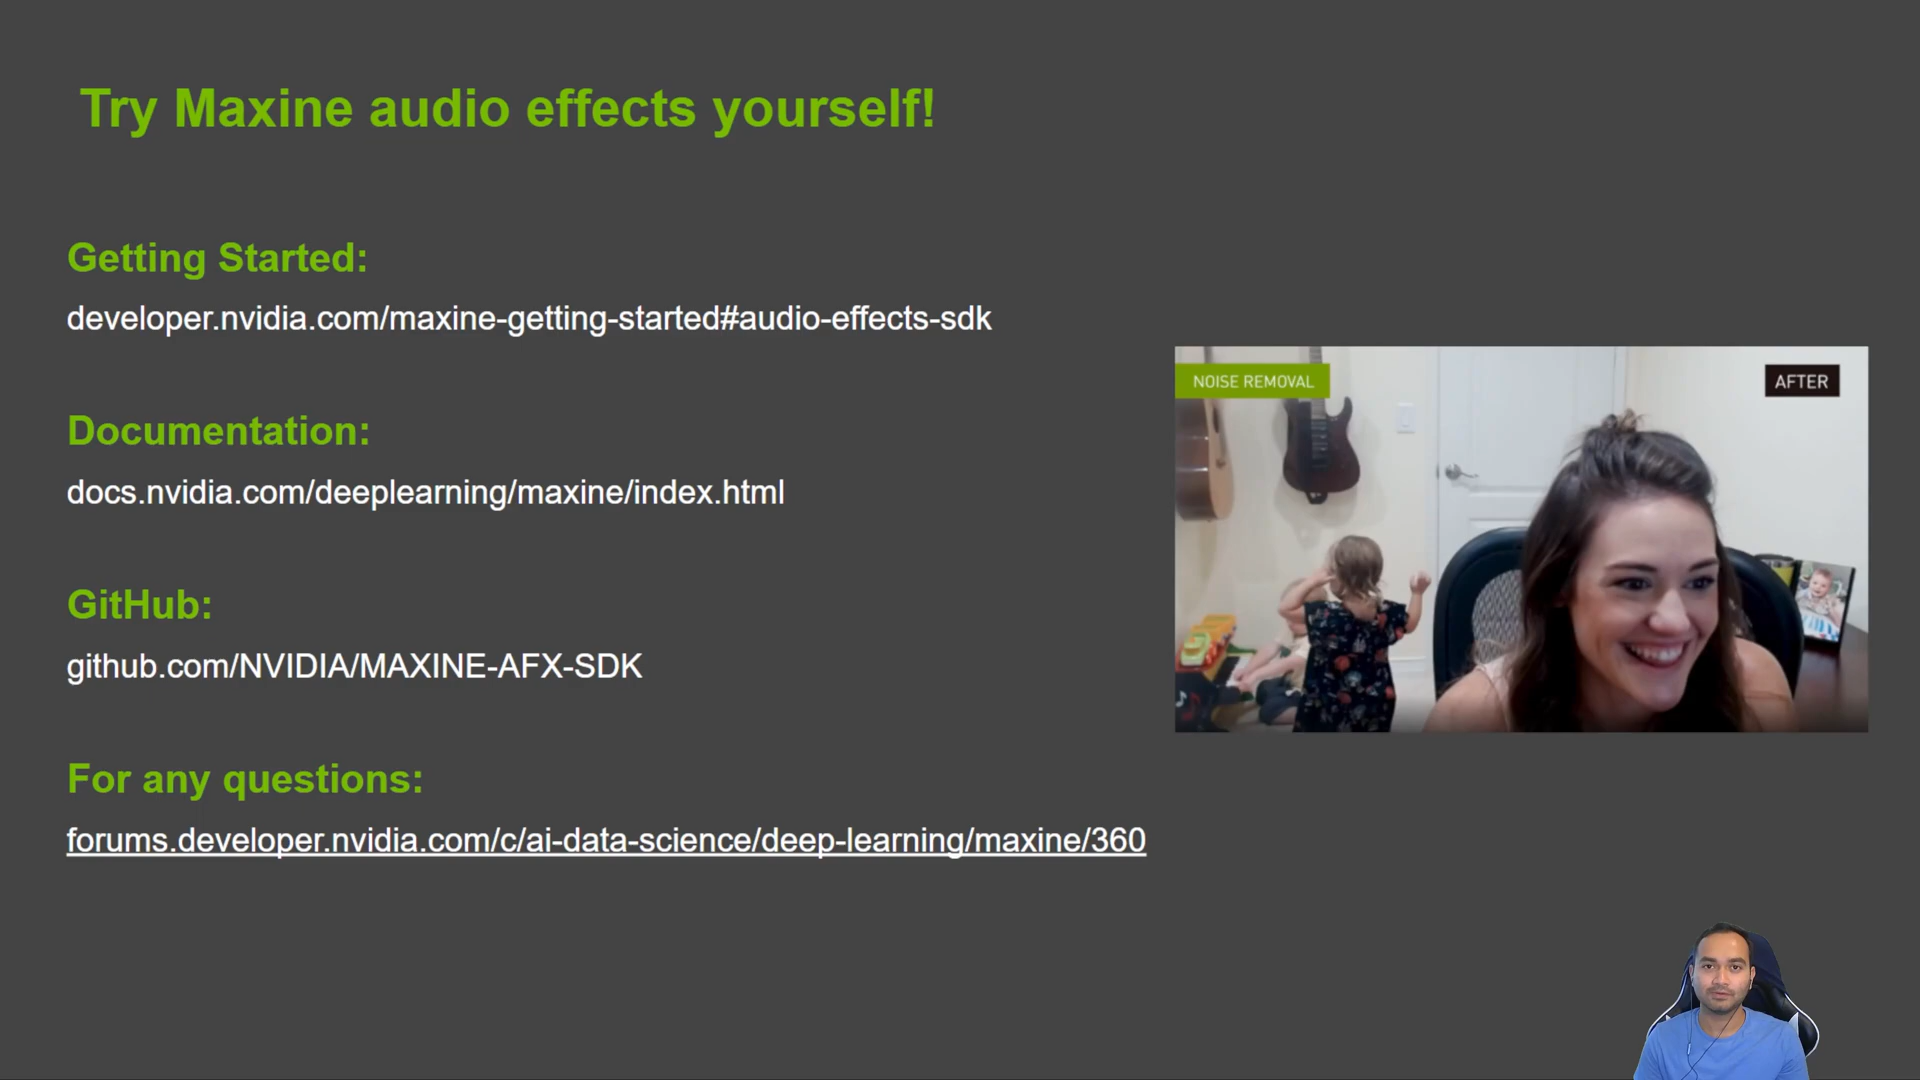 Try Maxine audio effects yourself!
Getting Started:
developer.nvidia.com/maxine-getting-started#audio-effects-sdk
Documentation:
docs.nvidia.com/deeplearning/maxine/index.html
GitHub:
github.com/NVIDIA/MAXINE-AFX-SDK
For any questions:
forums.developer.nvidia.com/c/ai-data-science/deep-learning/maxine/360
NOISE REMOVAL
AFTER